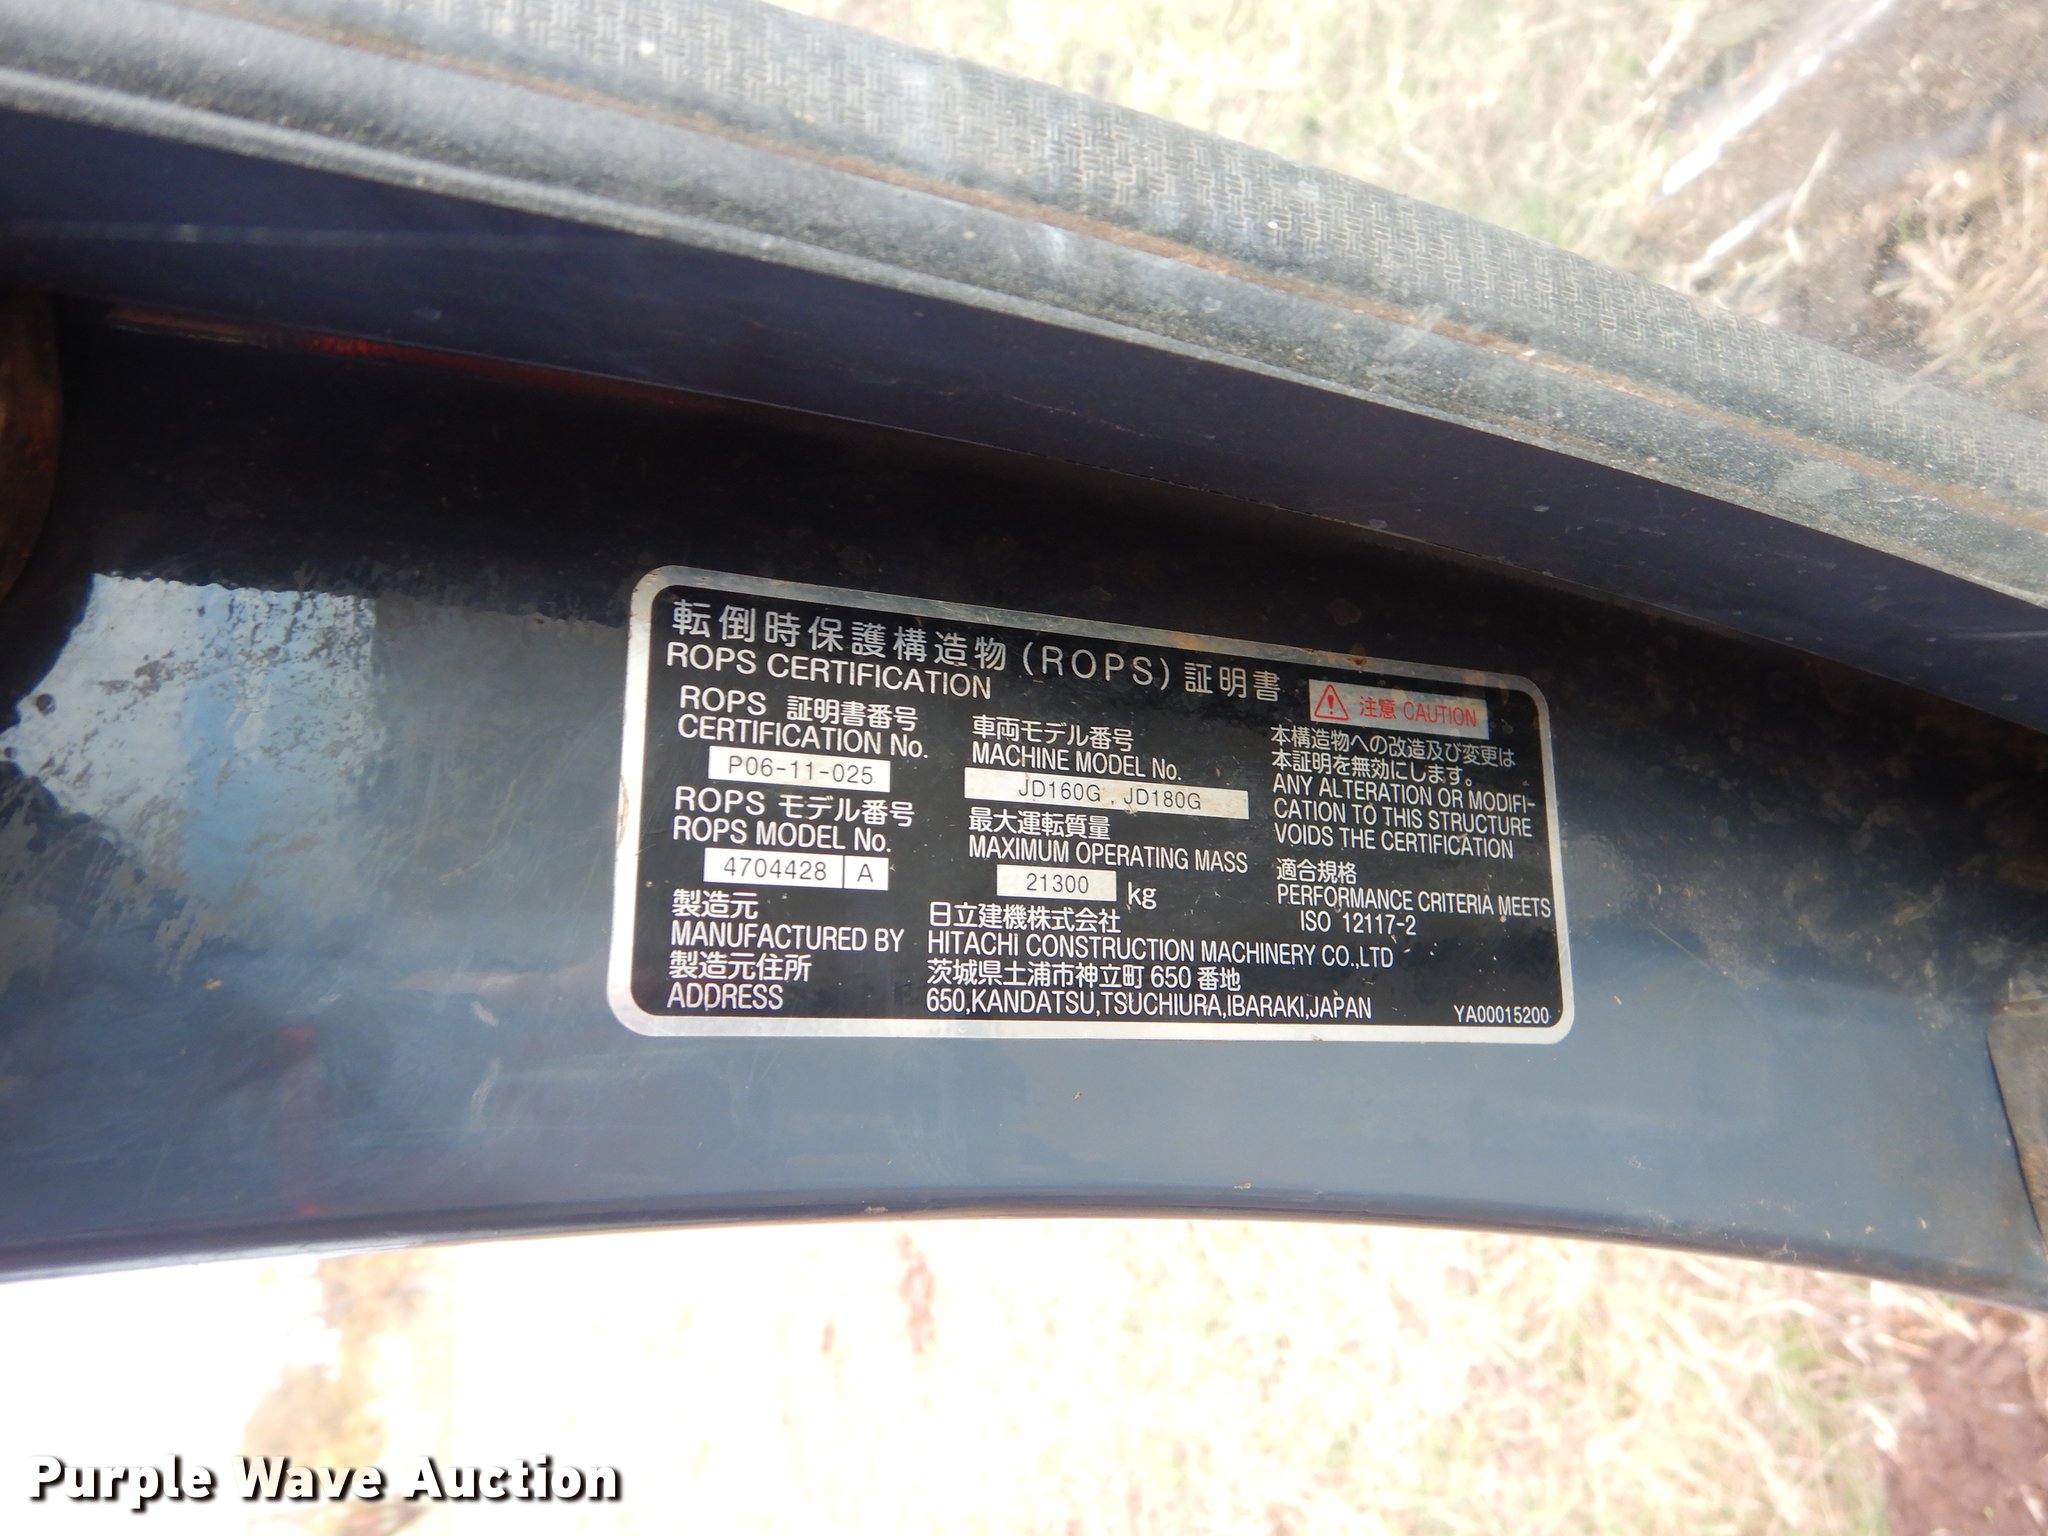 転倒時保護構造物(ROPS)証明書
ROPS CERTIFICATION
ROPS 証明書番号
CERTIFICATION No.
P06-11-025
ROPS モデル番号
ROPS MODEL No.
4704428 A
車両モデル番号
MACHINE MODEL No.
JD160G , JD180G
最大運転質量
MAXIMUM OPERATING MASS
21300 kg
注意 CAUTION
本構造物への改造及び変更は
本証明を無効にします。
ANY ALTERATION OR MODIFI-
CATION TO THIS STRUCTURE
VOIDS THE CERTIFICATION
適合規格
PERFORMANCE CRITERIA MEETS
ISO 12117-2
製造元 日立建機株式会社
MANUFACTURED BY HITACHI CONSTRUCTION MACHINERY CO.,LTD
製造元住所 茨城県土浦市神立町 650 番地
ADDRESS 650,KANDATSU,TSUCHIURA,IBARAKI,JAPAN
YA00015200
Purple Wave Auction